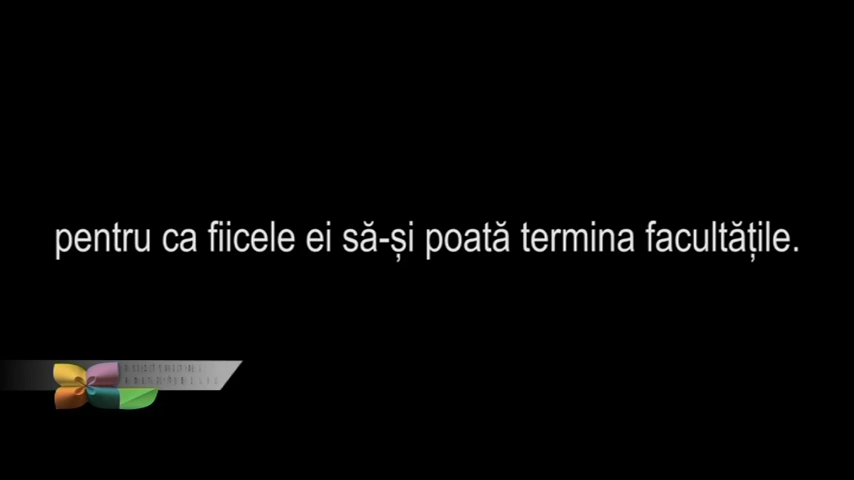 pentru ca fiicele ei să-și poată termina facultățile.